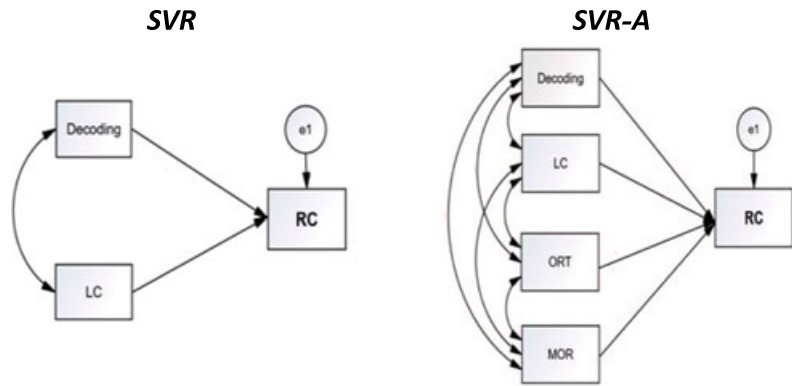 SVR
Decoding
LC
e1
RC
SVR-A
Decoding
LC
ORT
MOR
e1
RC